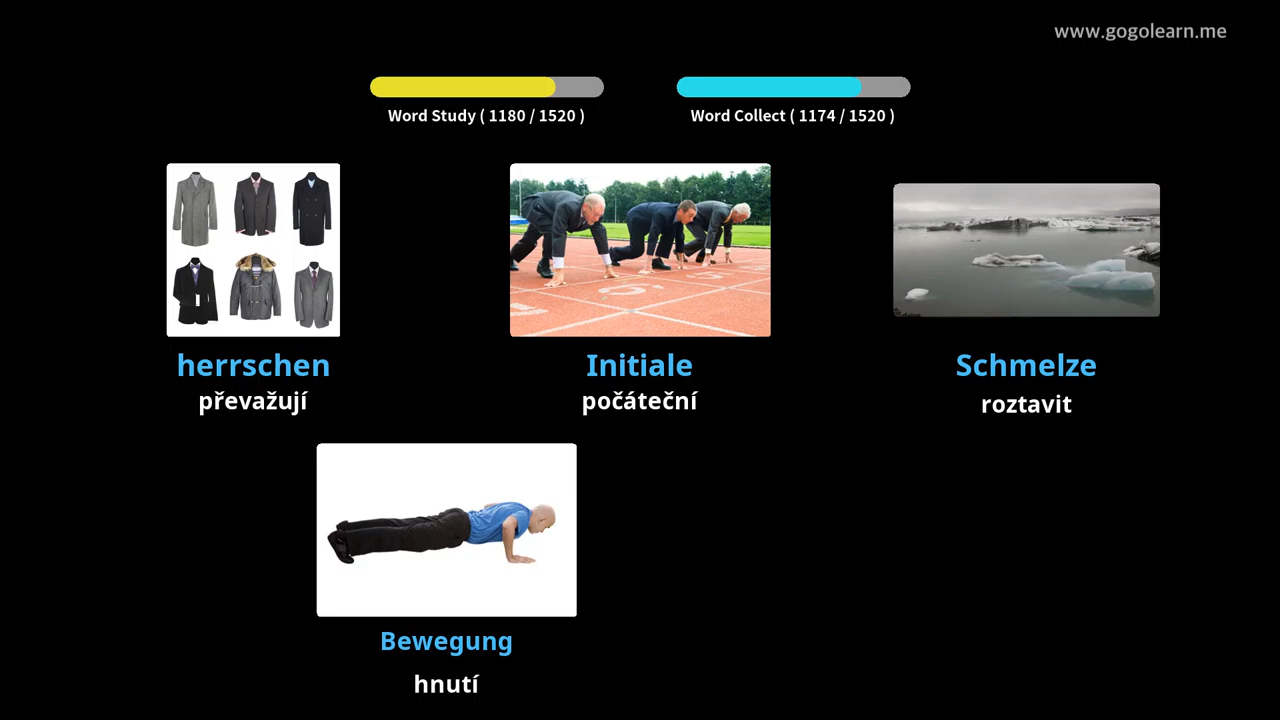 www.gogolearn.me
Word Study ( 1180 / 1520 )
Word Collect ( 1174 / 1520 )
herrschen
převažují
Initiale
počáteční
Schmelze
roztavit
Bewegung
hnutí